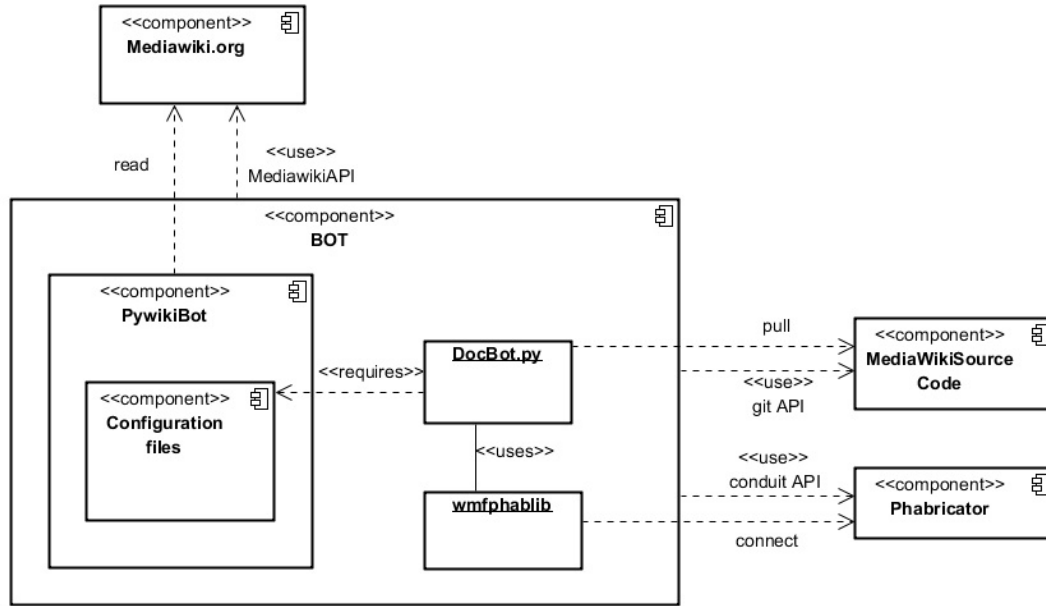 <<component>>
Mediawiki.org
read
<<use>>
MediawikiAPI
<<component>>
BOT
<<component>>
PywikiBot
<<component>>
Configuration
files
<<requires>>
DocBot.py
<<uses>>
wmfphablib
pull
<<use>>
git API
<<component>>
MediaWikiSource
Code
<<use>>
conduit API
connect
<<component>>
Phabricator